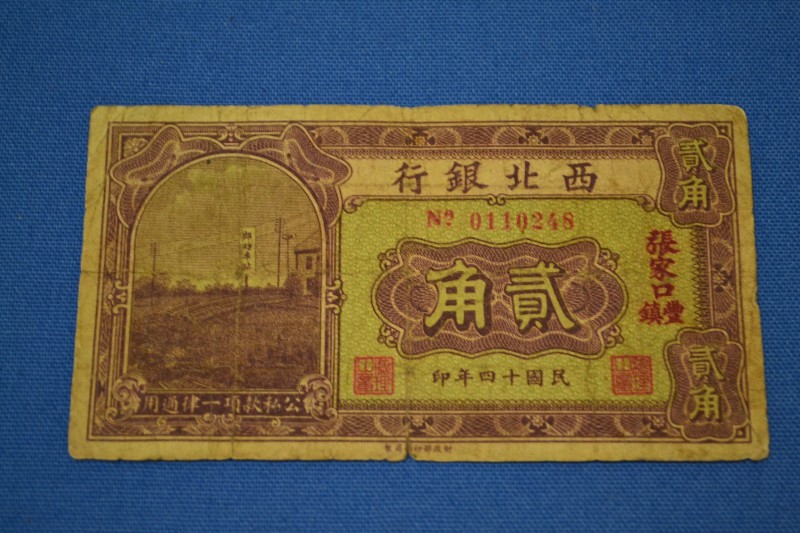 西北銀行
貳角
Nº 0110248
張家口
豐鎮
貳角
民國十四年印
貳角
公私款項一律通用